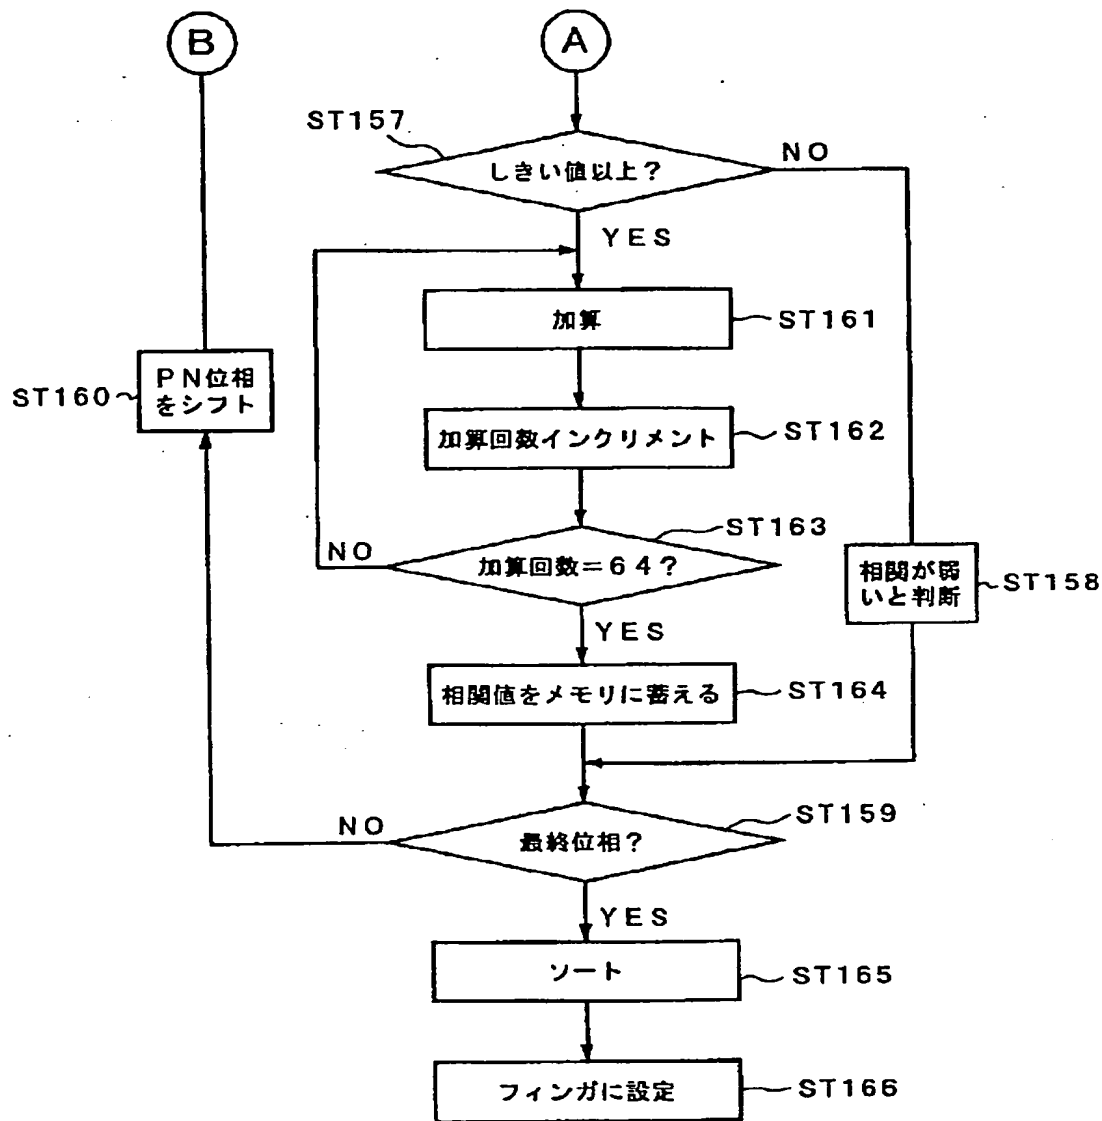 B
A
ST157
しきい値以上?
NO
YES
加算
ST161
PN位相
をシフト
ST160
加算回数インクリメント
ST162
ST163
NO
加算回数=64?
相関が弱
いと判断
ST158
YES
相関値をメモリに蓄える
ST164
ST159
NO
最終位相?
YES
ソート
ST165
フィンガに設定
ST166